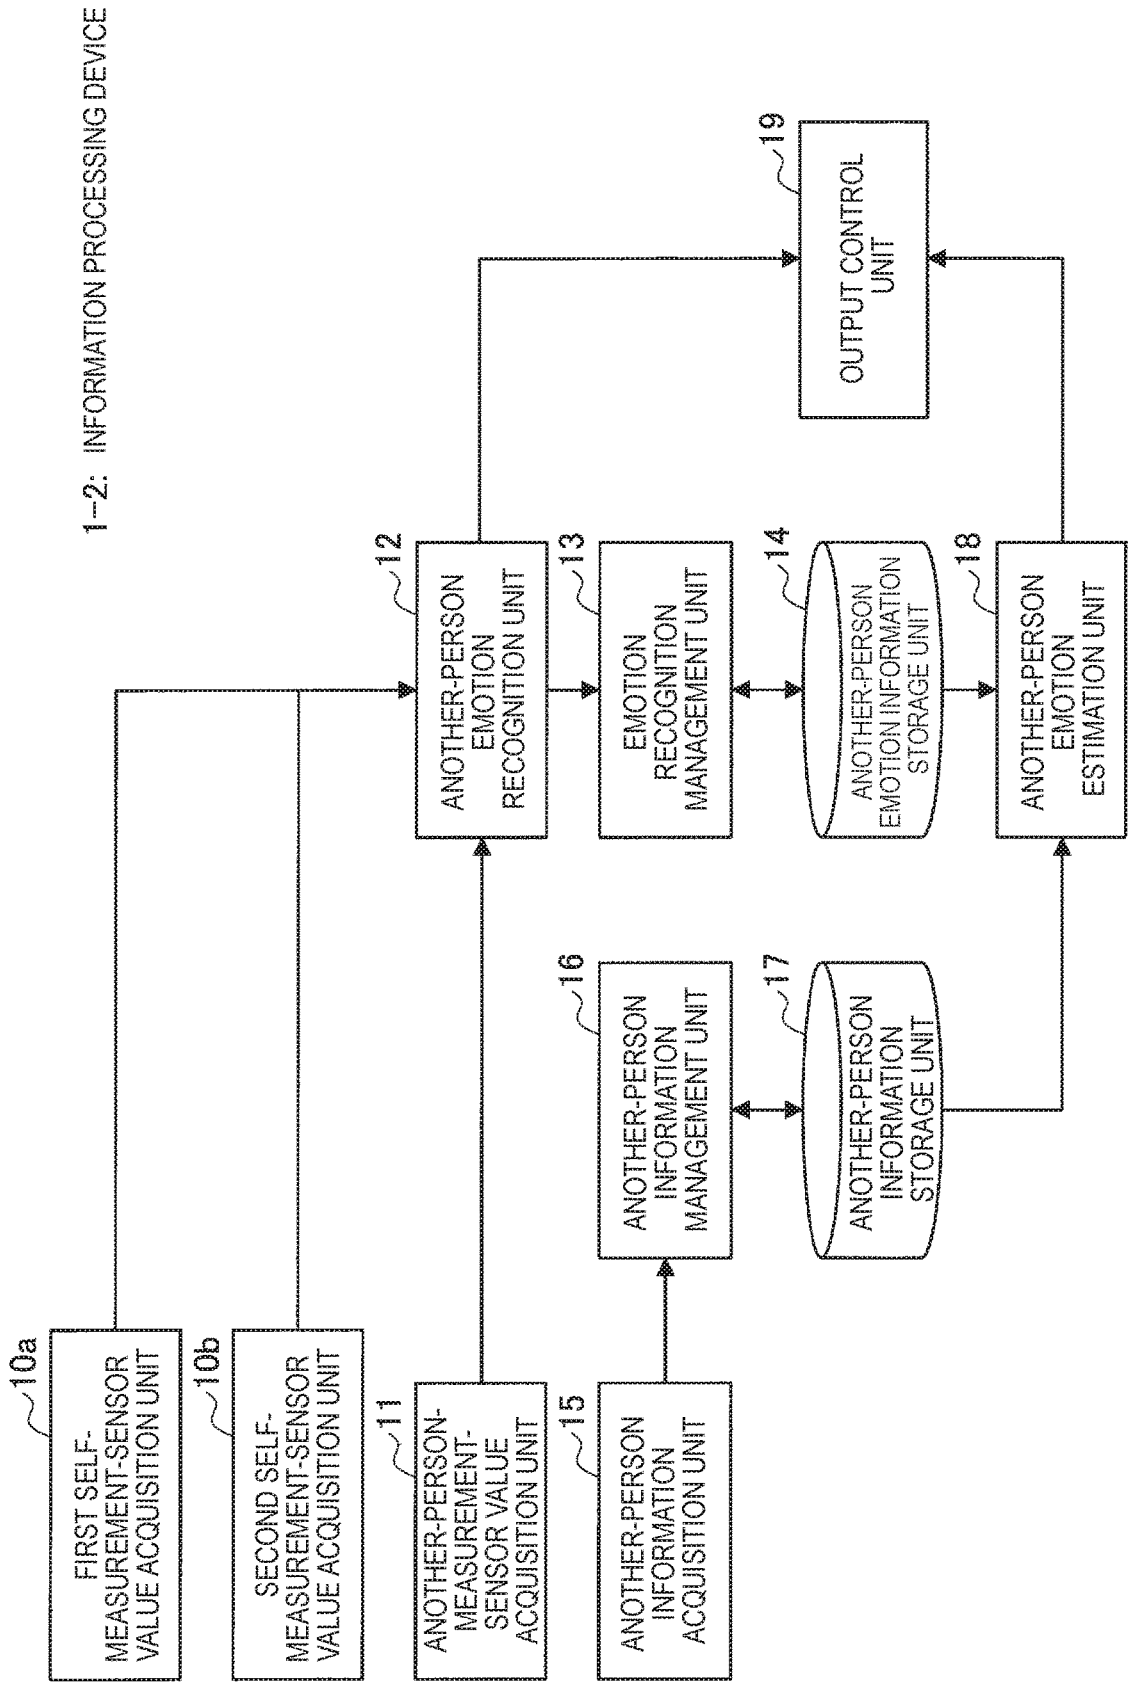 1-2: INFORMATION PROCESSING DEVICE
10a
FIRST SELF-
MEASUREMENT-SENSOR
VALUE ACQUISITION UNIT
10b
SECOND SELF-
MEASUREMENT-SENSOR
VALUE ACQUISITION UNIT
11
ANOTHER-PERSON-
MEASUREMENT-
SENSOR VALUE
ACQUISITION UNIT
15
ANOTHER-PERSON
INFORMATION
ACQUISITION UNIT
16
ANOTHER-PERSON
INFORMATION
MANAGEMENT UNIT
17
ANOTHER-PERSON
INFORMATION
STORAGE UNIT
12
ANOTHER-PERSON
EMOTION
RECOGNITION UNIT
13
EMOTION
RECOGNITION
MANAGEMENT UNIT
14
ANOTHER-PERSON
EMOTION INFORMATION
STORAGE UNIT
18
ANOTHER-PERSON
EMOTION
ESTIMATION UNIT
19
OUTPUT CONTROL
UNIT